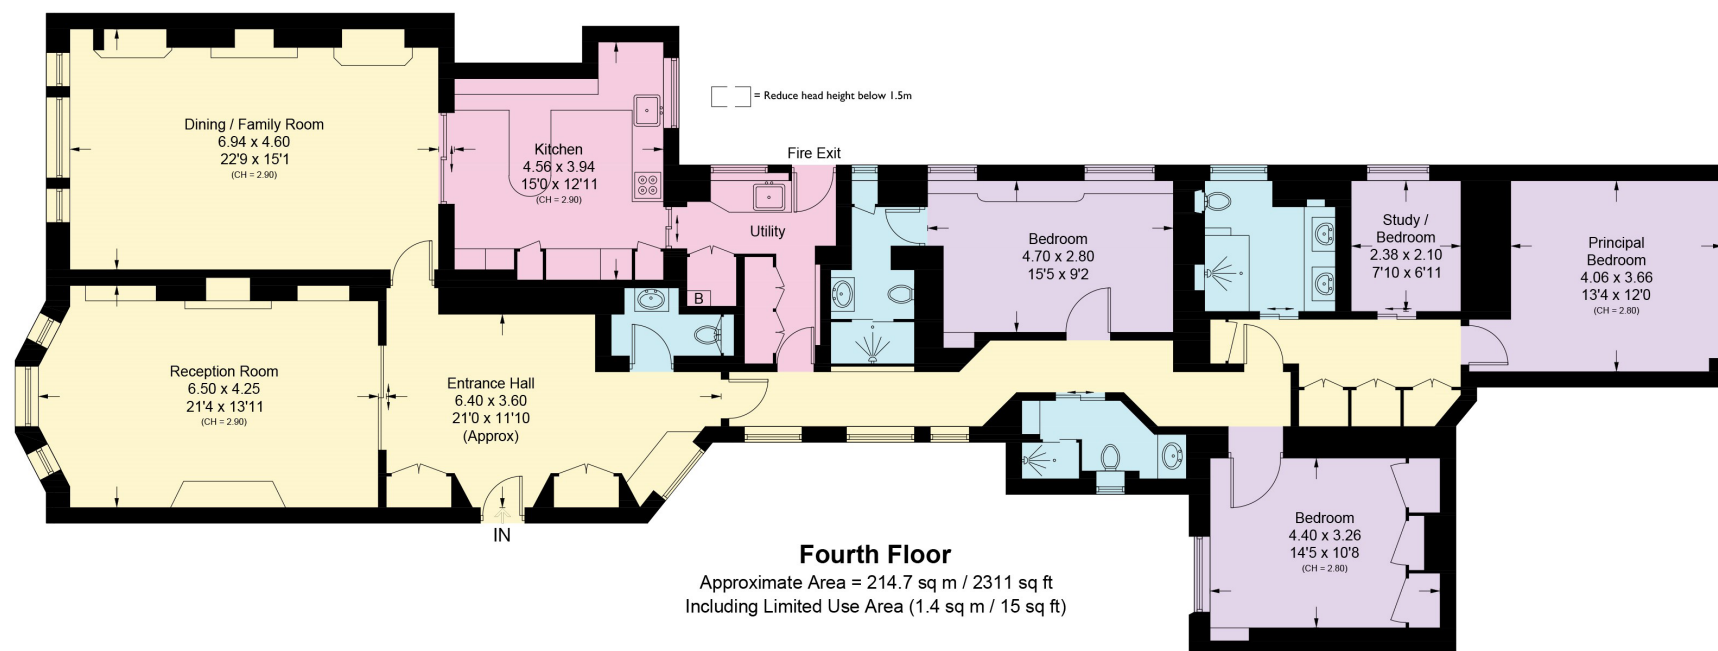 Dining / Family Room
6.94 x 4.60
22'9 x 15'1
(CH = 2.90)
Kitchen
4.56 x 3.94
15'0 x 12'11
(CH = 2.90)
= Reduce head height below 1.5m
Fire Exit
Utility
B
Bedroom
4.70 x 2.80
15'5 x 9'2
Study /
Bedroom
2.38 x 2.10
7'10 x 6'11
Principal
Bedroom
4.06 x 3.66
13'4 x 12'0
(CH = 2.80)
Reception Room
6.50 x 4.25
21'4 x 13'11
(CH = 2.90)
Entrance Hall
6.40 x 3.60
21'0 x 11'10
(Approx)
IN
Bedroom
4.40 x 3.26
14'5 x 10'8
(CH = 2.80)
Fourth Floor
Approximate Area = 214.7 sq m / 2311 sq ft
Including Limited Use Area (1.4 sq m / 15 sq ft)